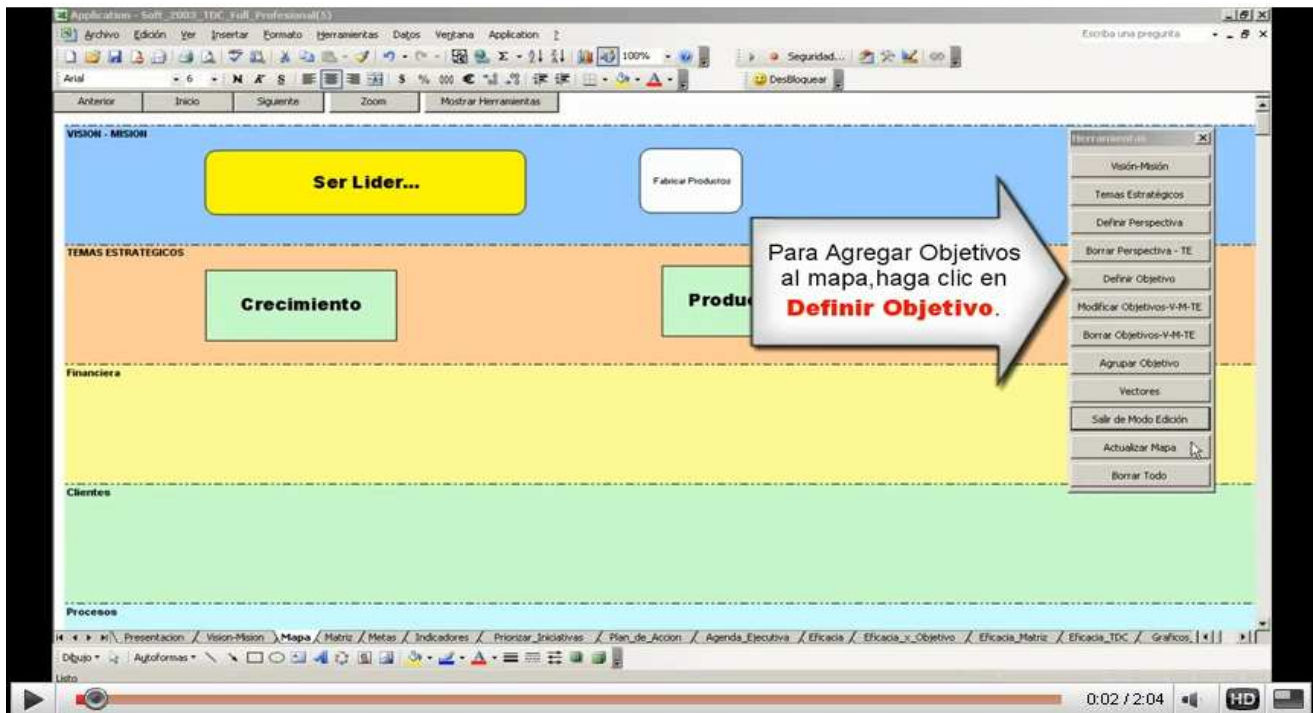 Application - Soft_2003_TDC_Full_Profesional(5)
Archivo Edición Ver Insertar Formato Herramientas Datos Ventana Application ?
Escriba una pregunta
100%
Seguridad...
Arial
6
N K S
$ % 000 €
DesBloquear
Anterior Inicio Siguiente Zoom Mostrar Herramientas
VISION - MISION
Ser Lider...
Fabricar Productos
TEMAS ESTRATEGICOS
Crecimiento
Produ
Para Agregar Objetivos
al mapa,haga clic en
Definir Objetivo.
Herramientas
Visión-Misión
Temas Estratégicos
Definir Perspectiva
Borrar Perspectiva - TE
Definir Objetivo
Modificar Objetivos-V-M-TE
Borrar Objetivos-V-M-TE
Agrupar Objetivo
Vectores
Salir de Modo Edición
Actualizar Mapa
Borrar Todo
Financiera
Clientes
Procesos
Presentacion / Vision-Mision / Mapa / Matriz / Metas / Indicadores / Priorizar_Iniciativas / Plan_de_Accion / Agenda_Ejecutiva / Eficacia / Eficacia_x_Objetivo / Eficacia_Matriz / Eficacia_TDC / Graficos_
Dibujo Autoformas
Listo
0:02 / 2:04
HD